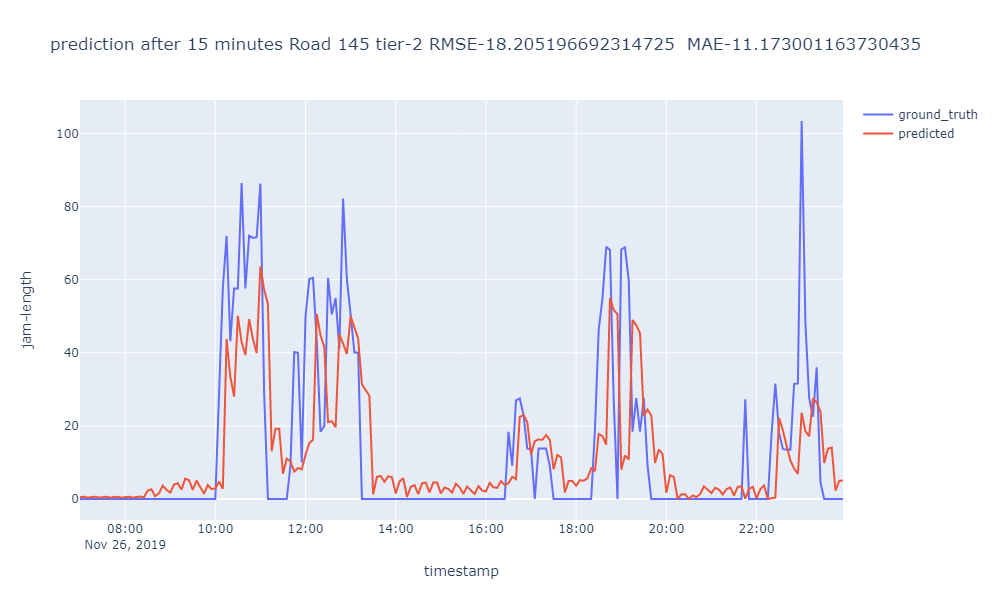 prediction after 15 minutes Road 145 tier-2 RMSE-18.205196692314725 MAE-11.173001163730435
ground_truth
predicted
100
80
60
40
20
0
jam-length
08:00 10:00 12:00 14:00 16:00 18:00 20:00 22:00
Nov 26, 2019
timestamp